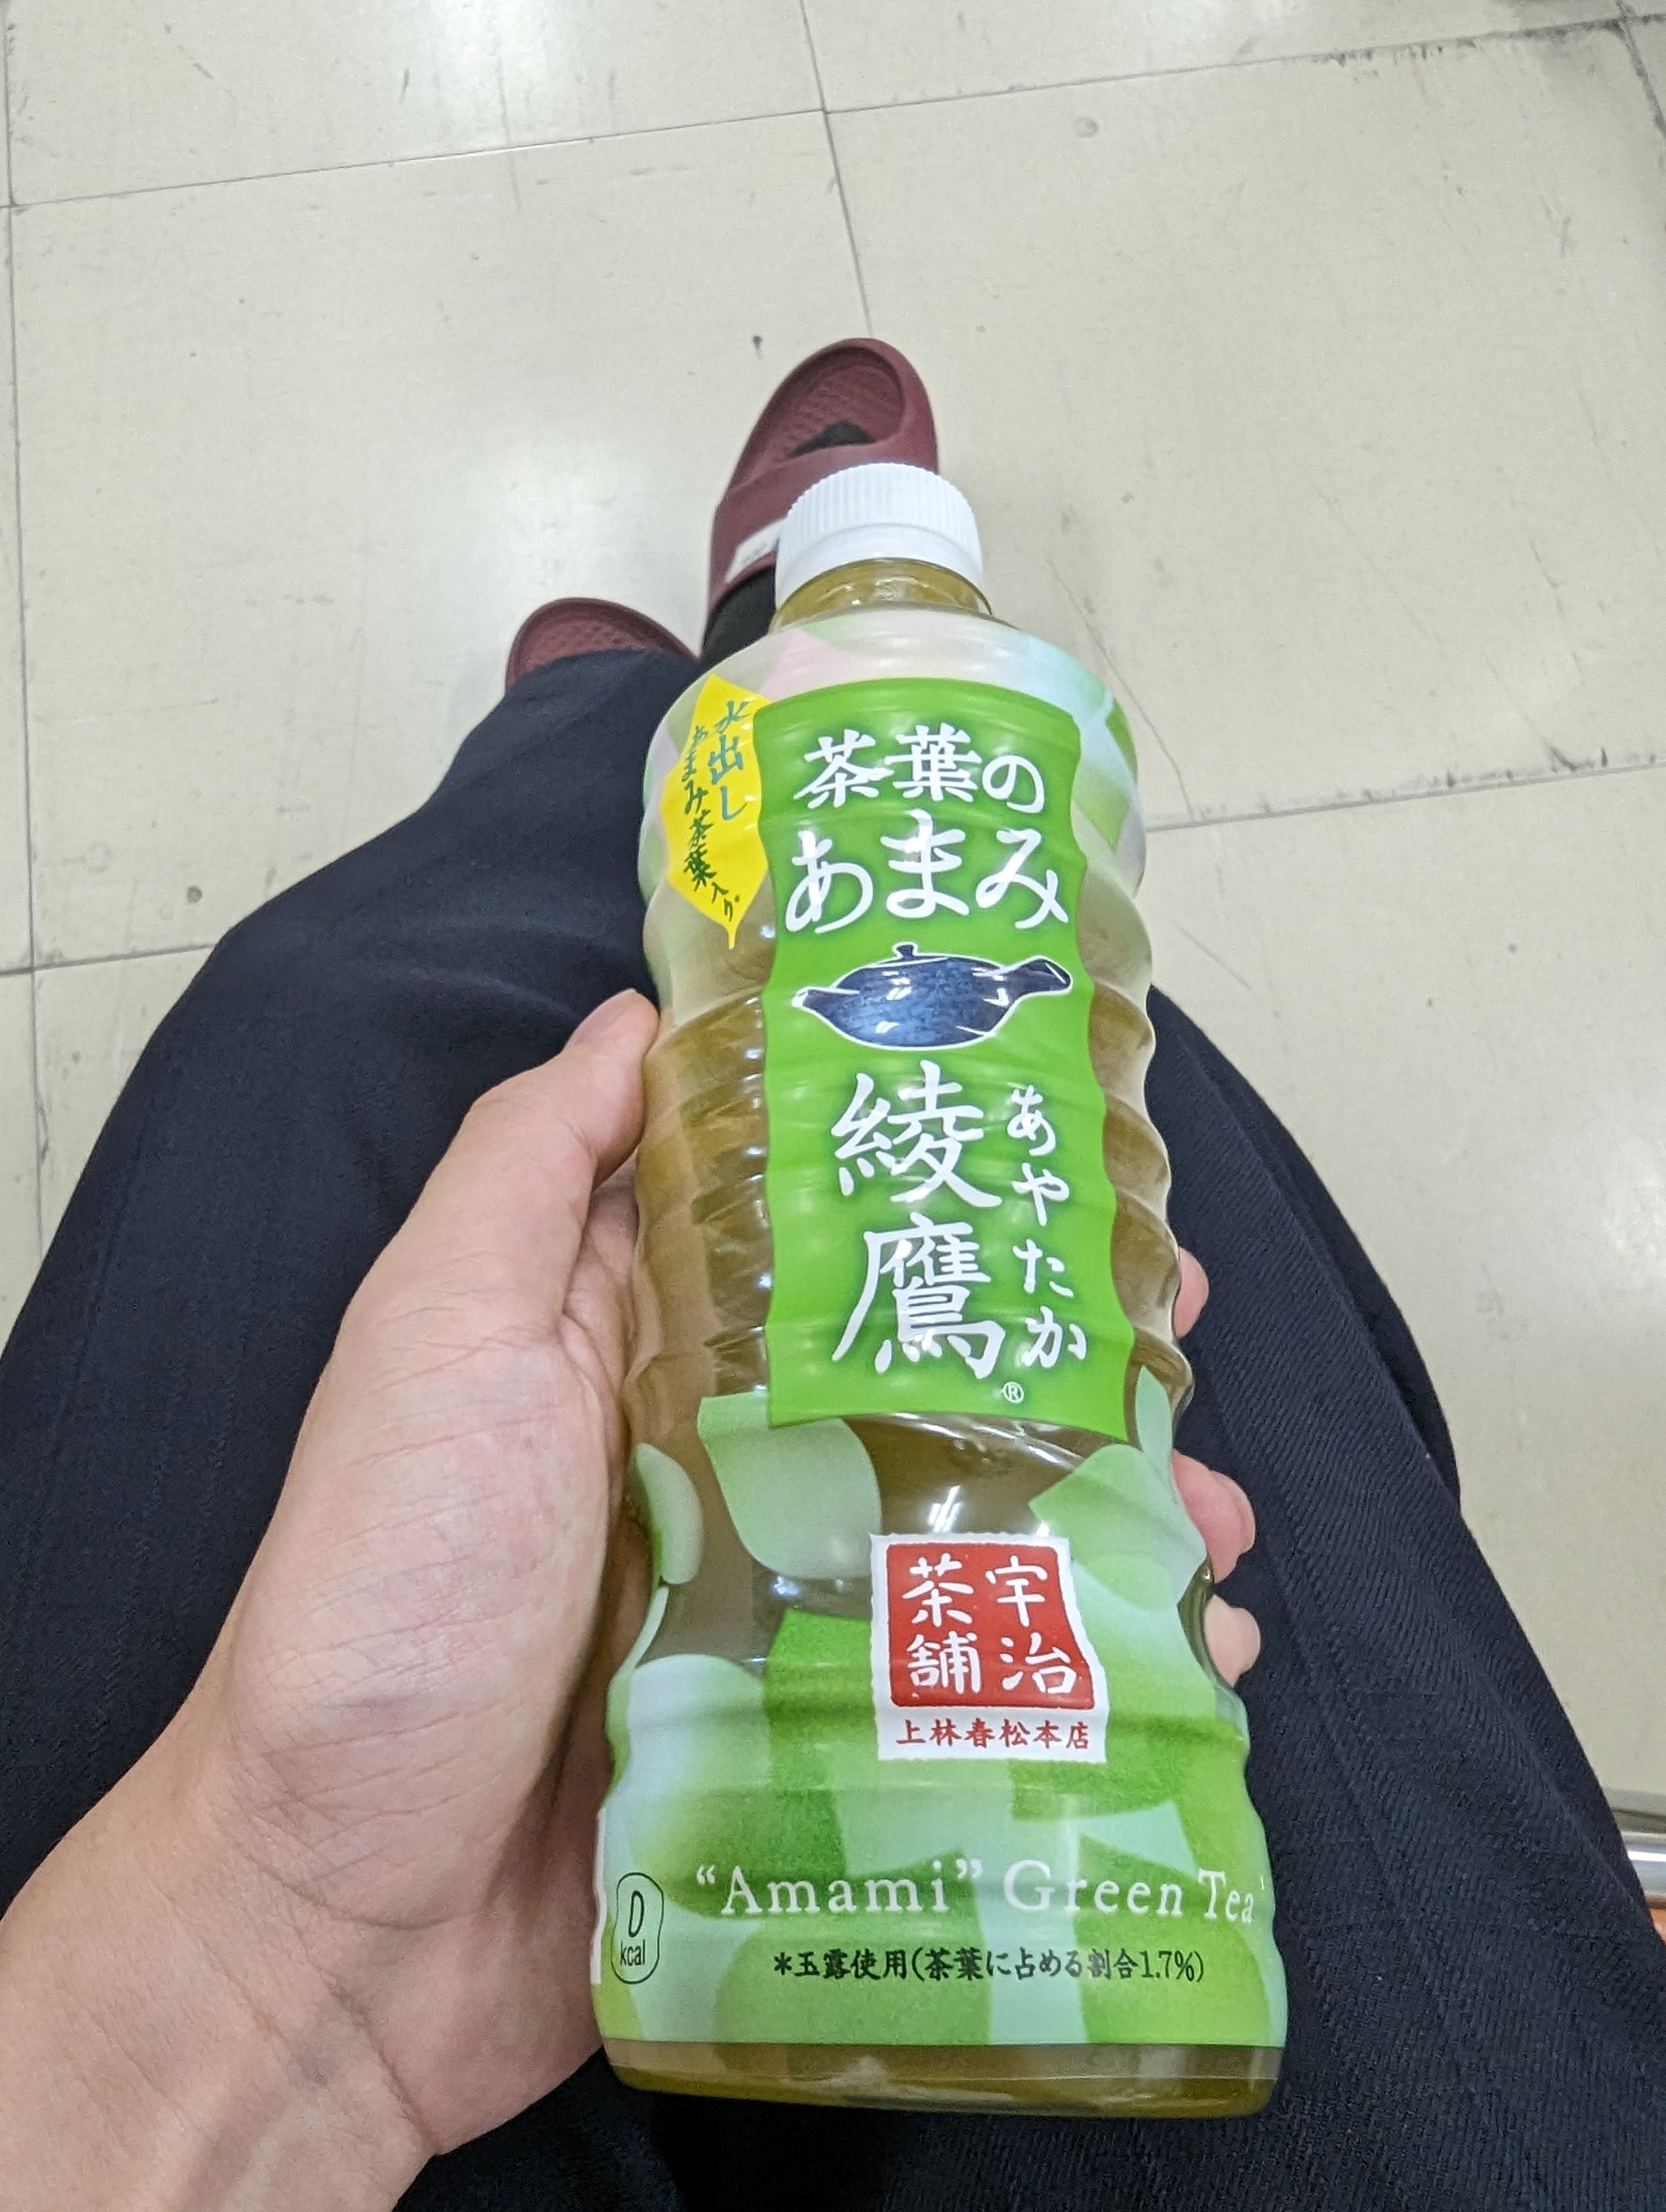 水出し
あまみ茶葉入り
茶葉の
あまみ
綾鷹
あやたか
®
宇治
茶舗
上林春松本店
"Amami" Green Tea
0
kcal
*玉露使用(茶葉に占める割合1.7%)